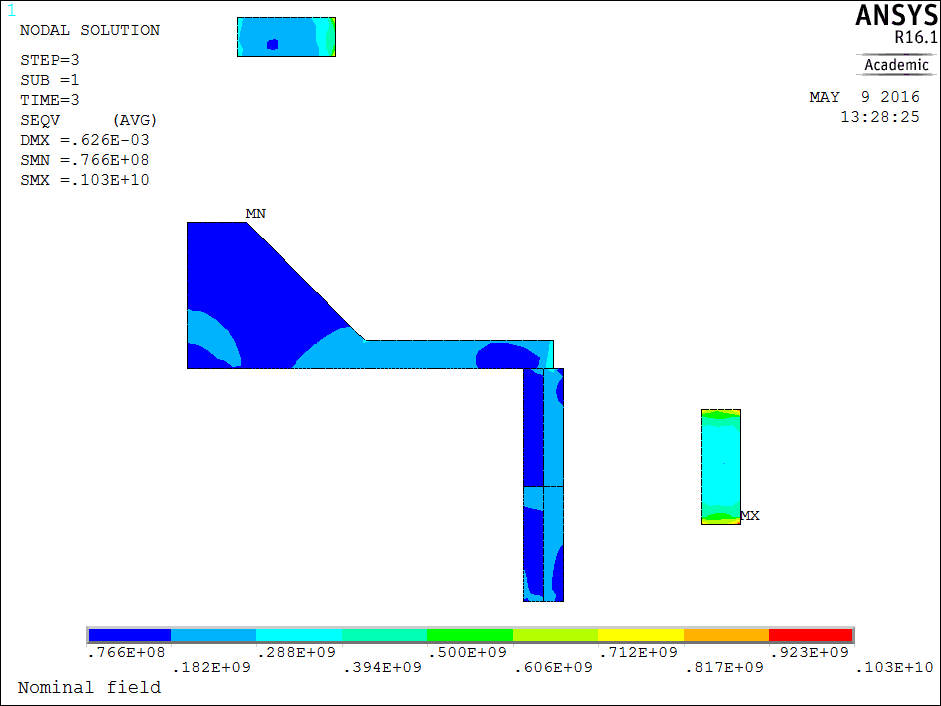 1
NODAL SOLUTION
STEP=3
SUB =1
TIME=3
SEQV (AVG)
DMX =.626E-03
SMN =.766E+08
SMX =.103E+10
ANSYS
R16.1
Academic
MAY 9 2016
13:28:25
MN
MX
.766E+08 .288E+09 .500E+09 .712E+09 .923E+09
.182E+09 .394E+09 .606E+09 .817E+09 .103E+10
Nominal field